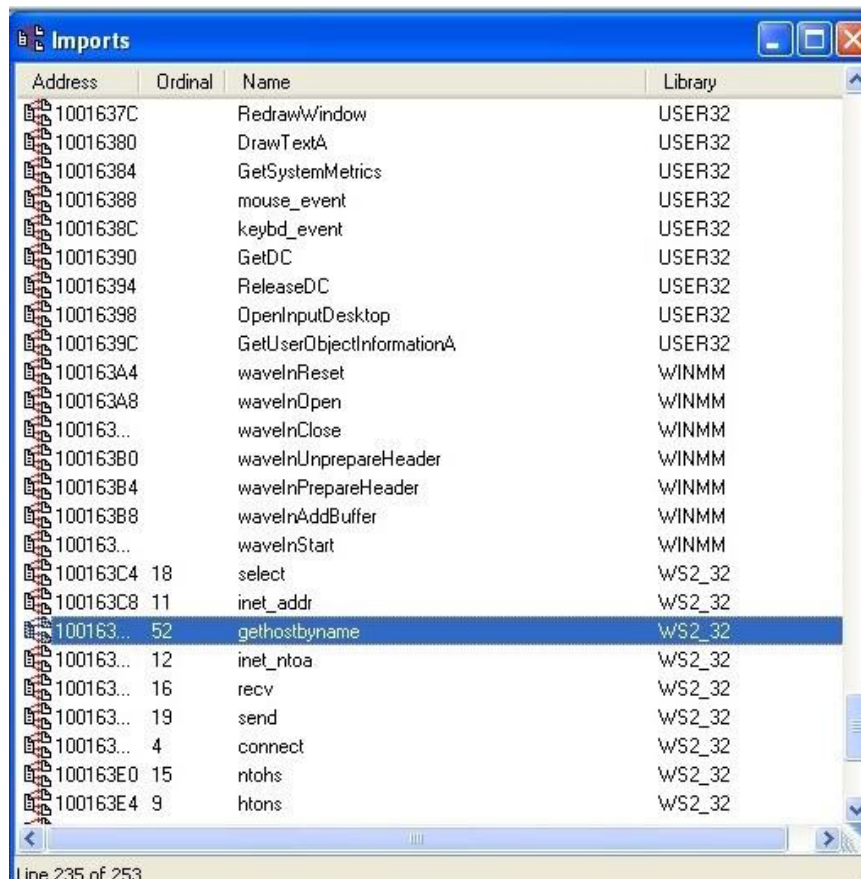 Imports
Address Ordinal Name Library
1001637C RedrawWindow USER32
10016380 DrawTextA USER32
10016384 GetSystemMetrics USER32
10016388 mouse_event USER32
1001638C keybd_event USER32
10016390 GetDC USER32
10016394 ReleaseDC USER32
10016398 OpenInputDesktop USER32
1001639C GetUserObjectInformationA USER32
100163A4 waveInReset WINMM
100163A8 waveInOpen WINMM
100163... waveInClose WINMM
100163B0 waveInUnprepareHeader WINMM
100163B4 waveInPrepareHeader WINMM
100163B8 waveInAddBuffer WINMM
100163... waveInStart WINMM
100163C4 18 select WS2_32
100163C8 11 inet_addr WS2_32
100163... 52 gethostbyname WS2_32
100163... 12 inet_ntoa WS2_32
100163... 16 recv WS2_32
100163... 19 send WS2_32
100163... 4 connect WS2_32
100163E0 15 ntohs WS2_32
100163E4 9 htons WS2_32
Line 235 of 253